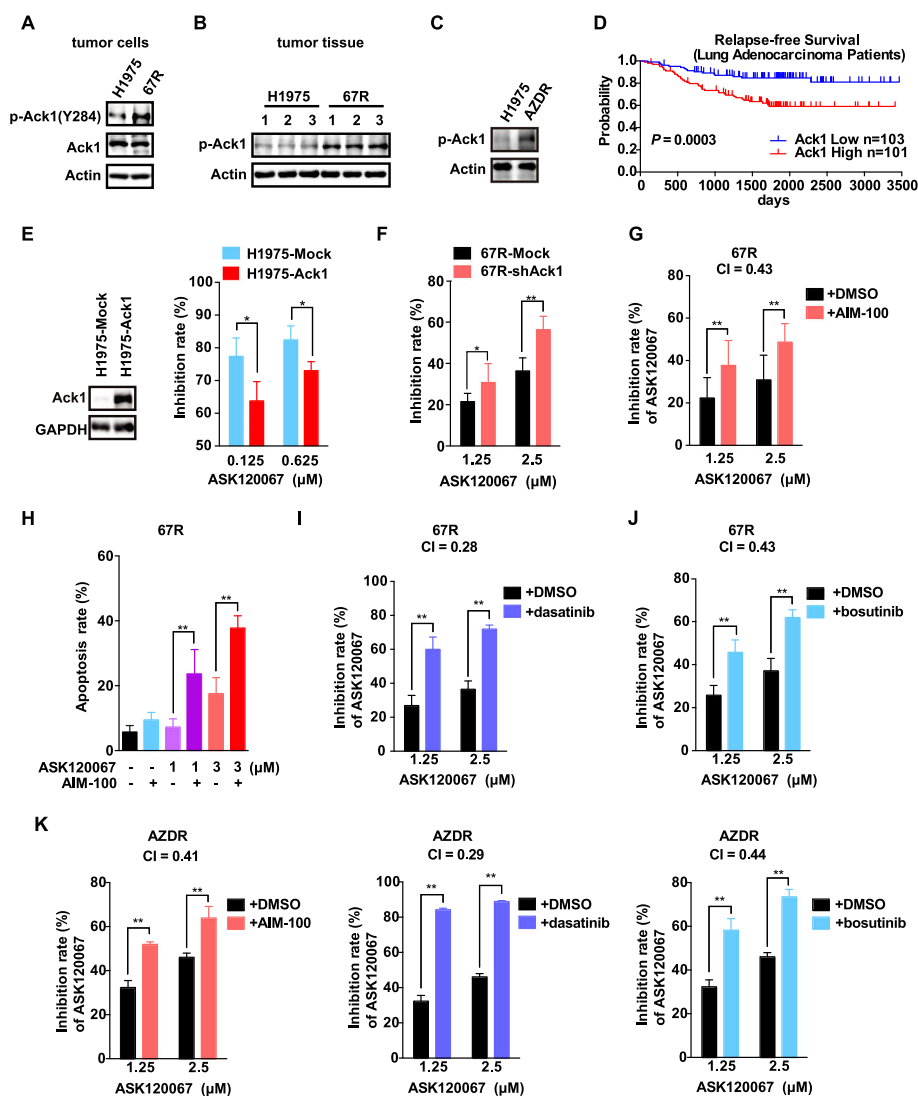 A
tumor cells
H1975
67R
p-Ack1(Y284)
Ack1
Actin
B
tumor tissue
H1975 67R
1 2 3 1 2 3
p-Ack1
Actin
C
H1975
AZDR
p-Ack1
Actin
D
Relapse-free Survival
(Lung Adenocarcinoma Patients)
Probability
1.0
0.8
0.6
0.4
0.2
0.0
P = 0.0003
Ack1 Low n=103
Ack1 High n=101
0 500 1000 1500 2000 2500 3000 3500
days
E
H1975-Mock
H1975-Ack1
Ack1
GAPDH
H1975-Mock
H1975-Ack1
Inhibition rate (%)
100
90
80
70
60
50
* *
0.125 0.625
ASK120067 (μM)
F
67R-Mock
67R-shAck1
Inhibition rate (%)
80
60
40
20
0
* **
1.25 2.5
ASK120067 (μM)
G
67R
CI = 0.43
+DMSO
+AIM-100
Inhibition rate (%)
of ASK120067
80
60
40
20
0
** **
1.25 2.5
ASK120067 (μM)
H
67R
Apoptosis rate (%)
60
40
20
0
** **
ASK120067 - - 1 1 3 3 (μM)
AIM-100 - + - + - +
I
67R
CI = 0.28
+DMSO
+dasatinib
Inhibition rate (%)
of ASK120067
100
80
60
40
20
0
** **
1.25 2.5
ASK120067 (μM)
J
67R
CI = 0.43
+DMSO
+bosutinib
Inhibition rate (%)
of ASK120067
80
60
40
20
0
** **
1.25 2.5
ASK120067 (μM)
K
AZDR
CI = 0.41
+DMSO
+AIM-100
Inhibition rate (%)
of ASK120067
80
60
40
20
0
** **
1.25 2.5
ASK120067 (μM)
AZDR
CI = 0.29
+DMSO
+dasatinib
Inhibition rate (%)
of ASK120067
100
80
60
40
20
0
** **
1.25 2.5
ASK120067 (μM)
AZDR
CI = 0.44
+DMSO
+bosutinib
Inhibition rate (%)
of ASK120067
80
60
40
20
0
** **
1.25 2.5
ASK120067 (μM)